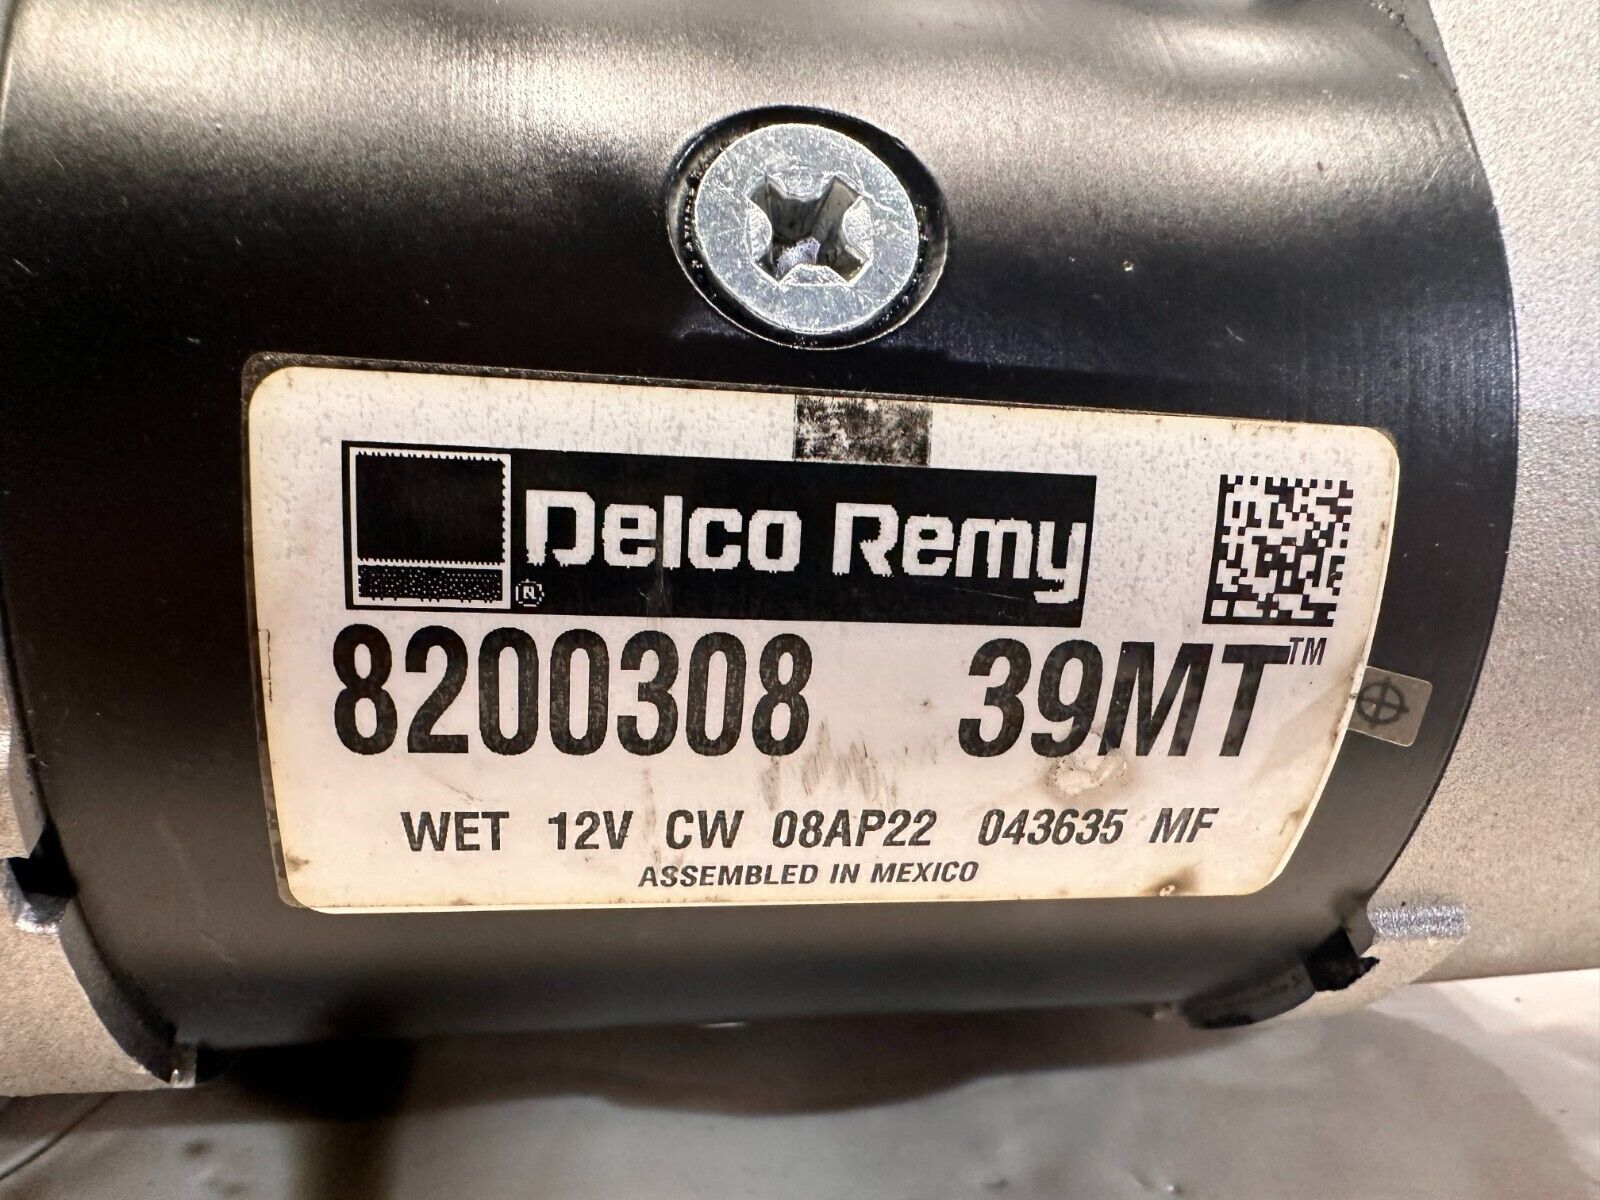 Delco Remy
8200308 39MT™
WET 12V CW 08AP22 043635 MF
ASSEMBLED IN MEXICO